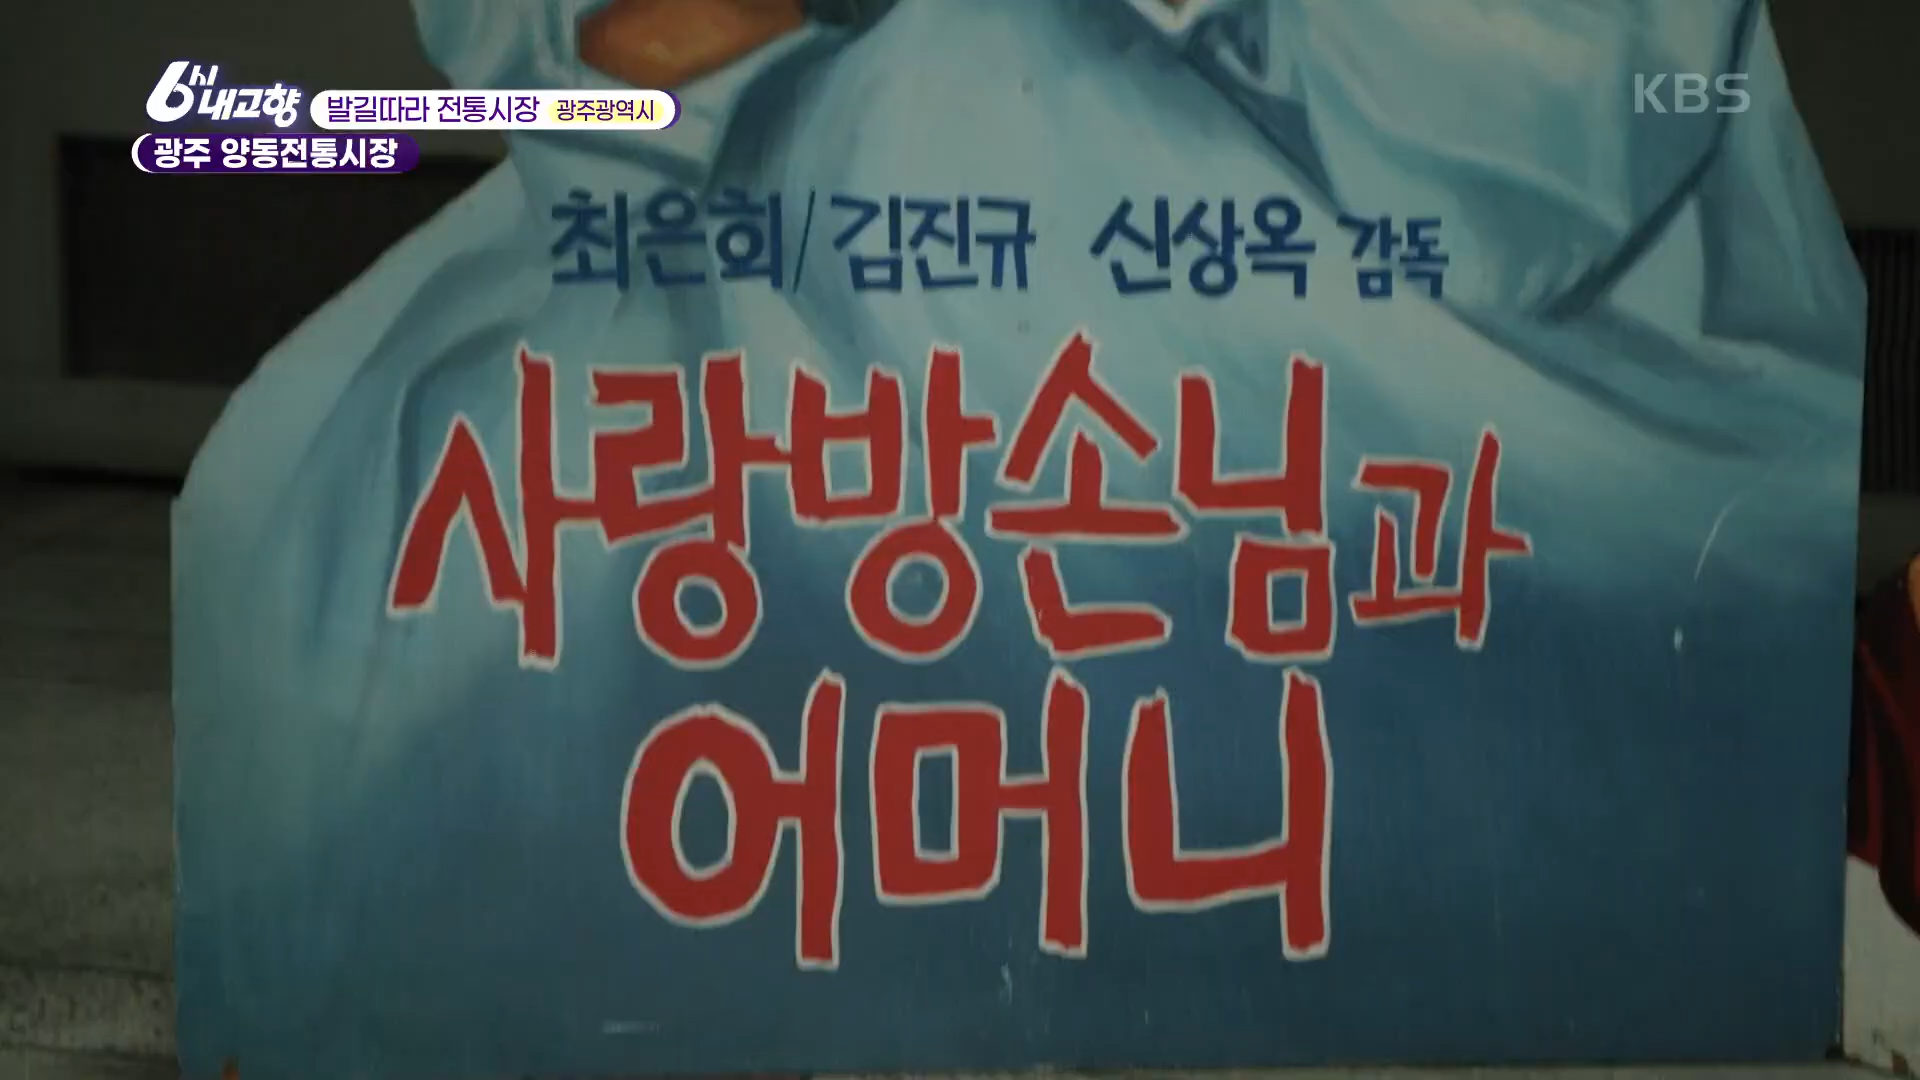 6시 내고향 발길따라 전통시장 광주광역시
KBS
광주 양동전통시장
최은희/김진규 신상옥 감독
사랑방손님과
어머니